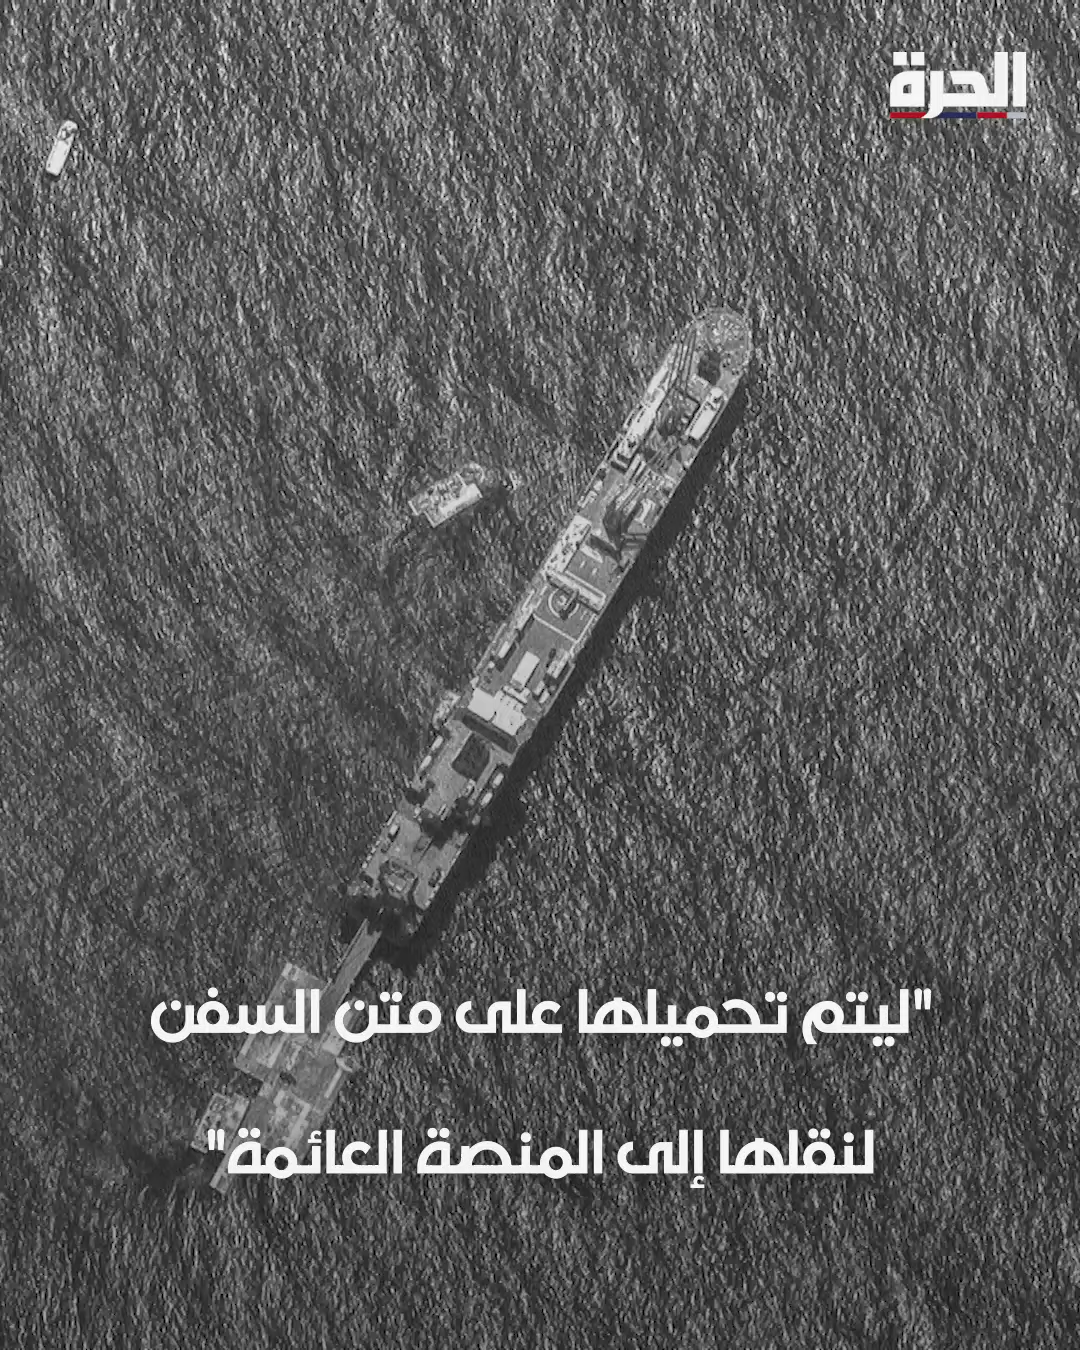 الحرة
"ليتم تحميلها على متن السفن
لنقلها إلى المنصة العائمة"